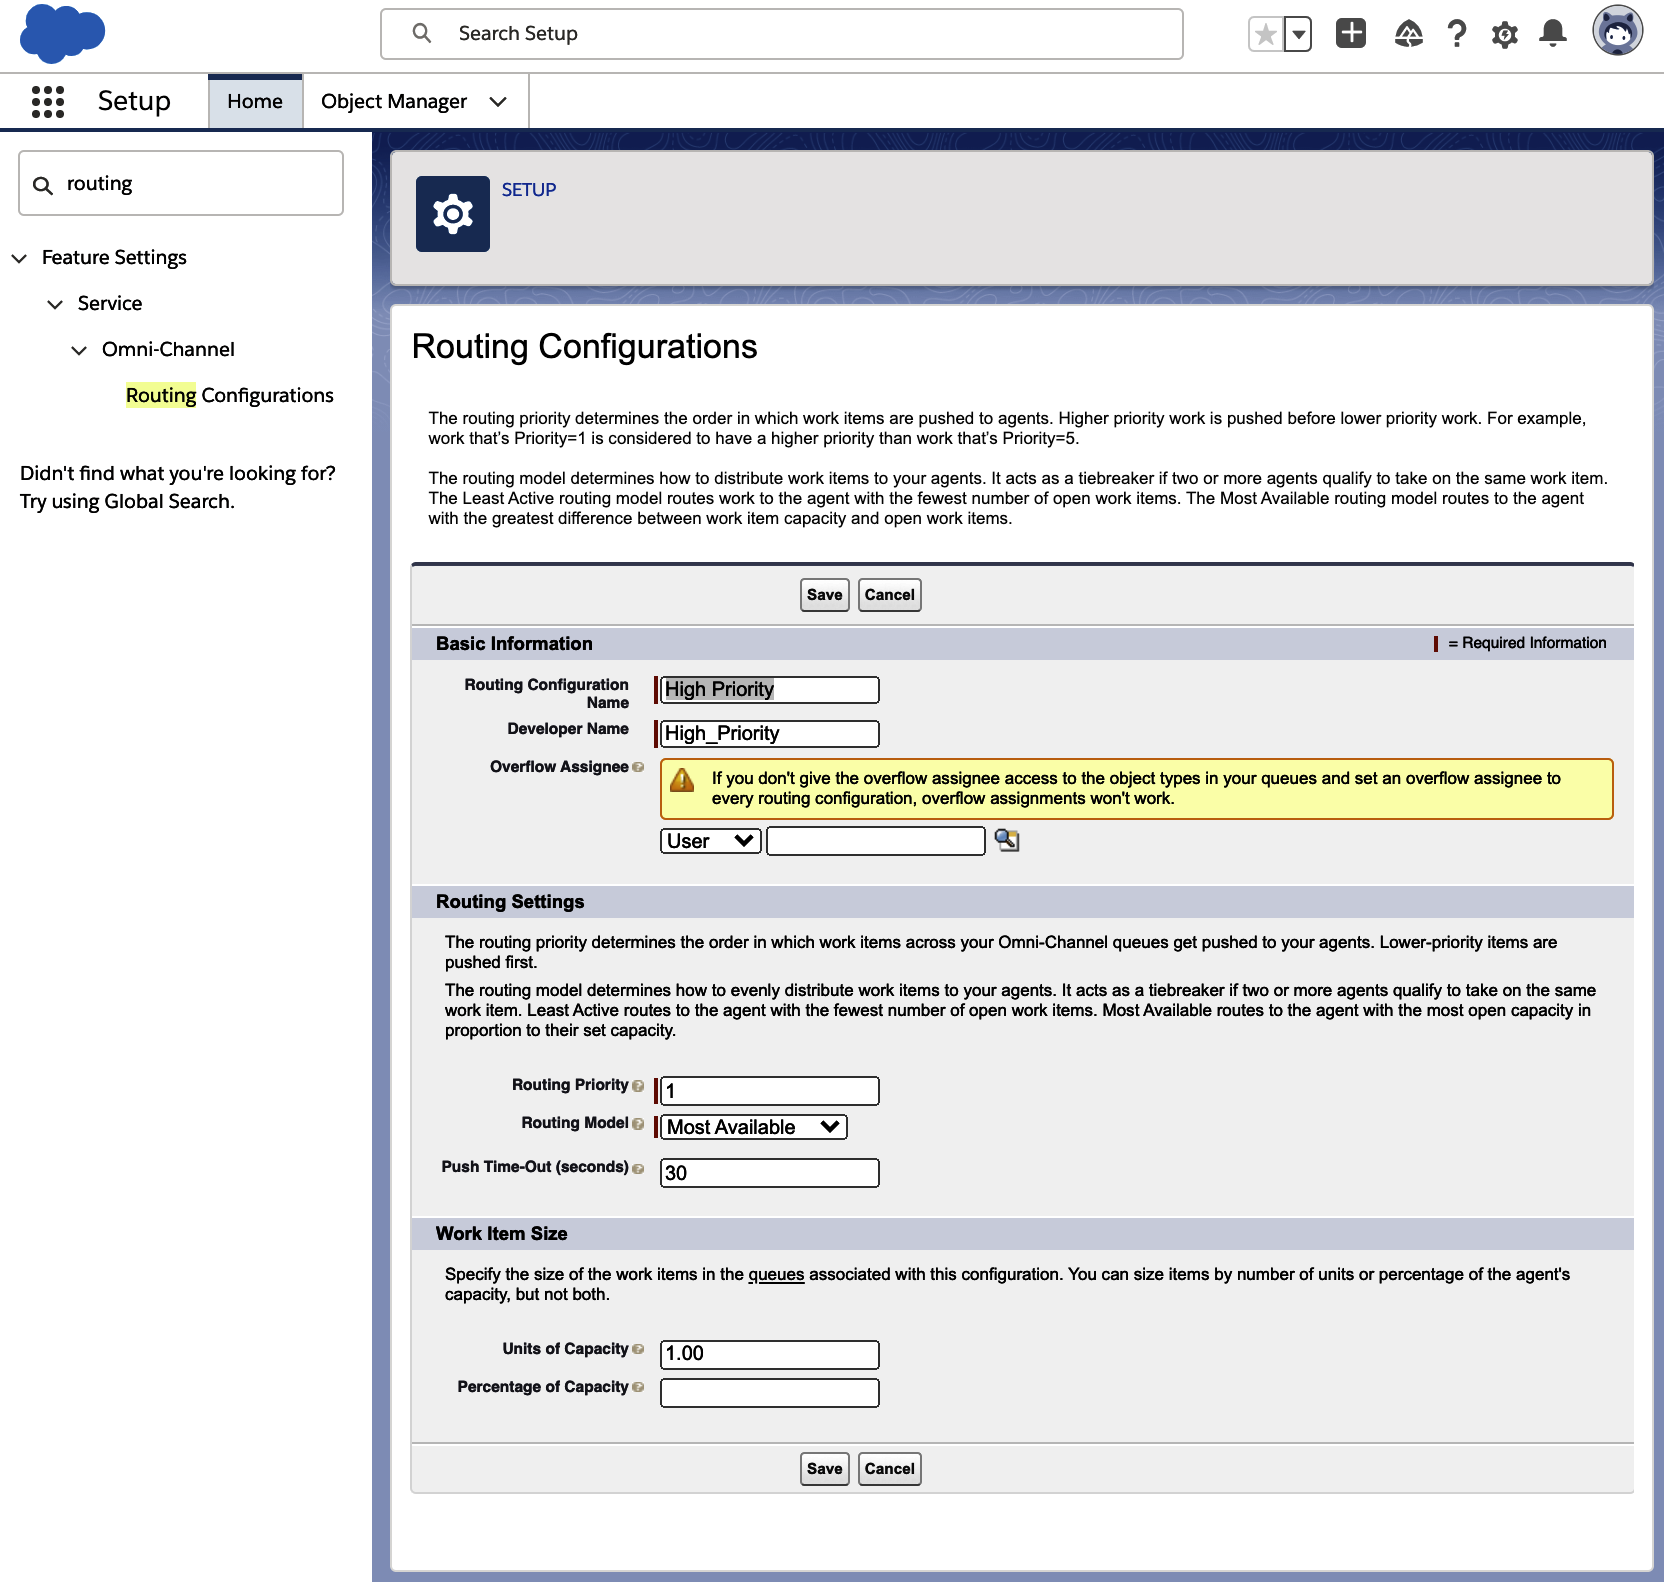 Search Setup
Setup
Home
Object Manager
routing
Feature Settings
Service
Omni-Channel
Routing Configurations
Didn't find what you're looking for?
Try using Global Search.
SETUP
Routing Configurations
The routing priority determines the order in which work items are pushed to agents. Higher priority work is pushed before lower priority work. For example,
work that's Priority=1 is considered to have a higher priority than work that's Priority=5.
The routing model determines how to distribute work items to your agents. It acts as a tiebreaker if two or more agents qualify to take on the same work item.
The Least Active routing model routes work to the agent with the fewest number of open work items. The Most Available routing model routes to the agent
with the greatest difference between work item capacity and open work items.
Save Cancel
Basic Information
= Required Information
Routing Configuration
Name
High Priority
Developer Name
High_Priority
Overflow Assignee
If you don't give the overflow assignee access to the object types in your queues and set an overflow assignee to
every routing configuration, overflow assignments won't work.
User
Routing Settings
The routing priority determines the order in which work items across your Omni-Channel queues get pushed to your agents. Lower-priority items are
pushed first.
The routing model determines how to evenly distribute work items to your agents. It acts as a tiebreaker if two or more agents qualify to take on the same
work item. Least Active routes to the agent with the fewest number of open work items. Most Available routes to the agent with the most open capacity in
proportion to their set capacity.
Routing Priority
1
Routing Model
Most Available
Push Time-Out (seconds)
30
Work Item Size
Specify the size of the work items in the queues associated with this configuration. You can size items by number of units or percentage of the agent's
capacity, but not both.
Units of Capacity
1.00
Percentage of Capacity
Save Cancel